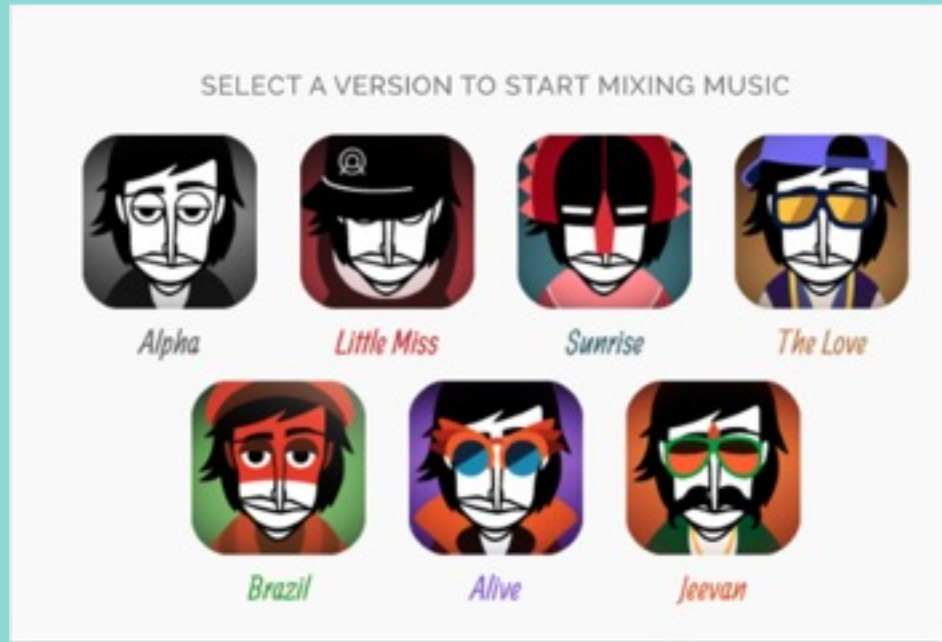 SELECT A VERSION TO START MIXING MUSIC
Alpha Little Miss Sunrise The Love
Brazil Alive Jeevan